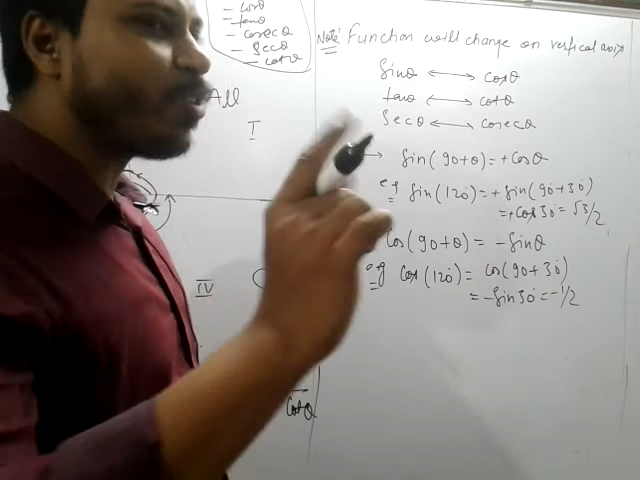 - cosθ
- tanθ
- cosecθ
- Secθ
- cotθ
All
I
IV
cotθ
Note: Function will change on vertical axis
Sinθ ⟷ cosθ
tanθ ⟷ cotθ
Secθ ⟷ cosecθ
→ Sin(90+θ) = +cosθ
eg Sin(120) = + Sin(90+30)
= +cos30 = √3/2
cos(90+θ) = -Sinθ
eg cos(120) = cos(90+30)
= -Sin30 = -1/2